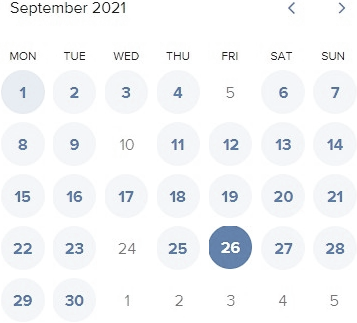 September 2021
MON TUE WED THU FRI SAT SUN
1 2 3 4 5 6 7
8 9 10 11 12 13 14
15 16 17 18 19 20 21
22 23 24 25 26 27 28
29 30 1 2 3 4 5